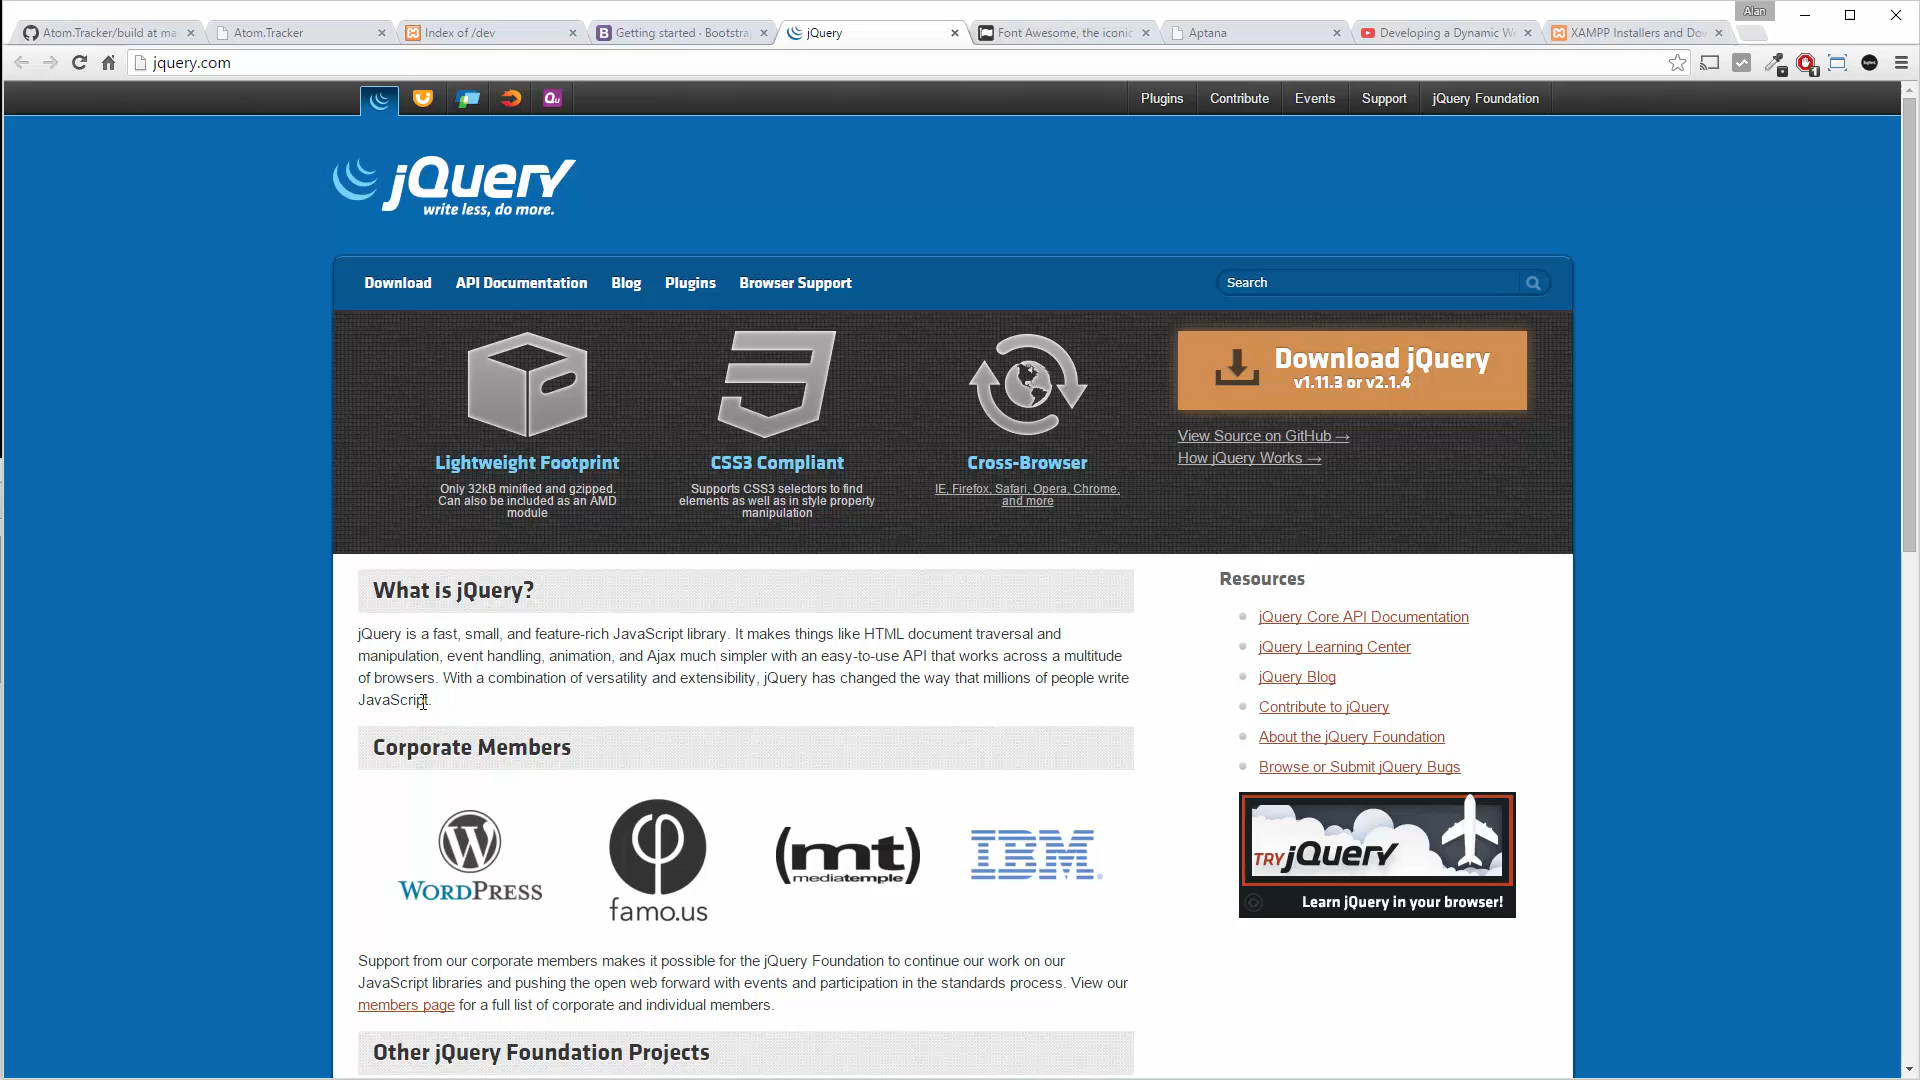 Alan
Atom.Tracker/build at ma
Atom.Tracker
Index of /dev
Getting started - Bootstra
jQuery
Font Awesome, the iconic
Aptana
Developing a Dynamic W
XAMPP Installers and Dov
jquery.com
Plugins
Contribute
Events
Support
jQuery Foundation
jQuery
write less, do more.
Download
API Documentation
Blog
Plugins
Browser Support
Search
Lightweight Footprint
Only 32kB minified and gzipped.
Can also be included as an AMD
module
CSS3 Compliant
Supports CSS3 selectors to find
elements as well as in style property
manipulation
Cross-Browser
IE, Firefox, Safari, Opera, Chrome,
and more
Download jQuery
v1.11.3 or v2.1.4
View Source on GitHub →
How jQuery Works →
What is jQuery?
jQuery is a fast, small, and feature-rich JavaScript library. It makes things like HTML document traversal and
manipulation, event handling, animation, and Ajax much simpler with an easy-to-use API that works across a multitude
of browsers. With a combination of versatility and extensibility, jQuery has changed the way that millions of people write
JavaScript.
Corporate Members
WORDPRESS
famo.us
(mt)
mediatemple
IBM
Support from our corporate members makes it possible for the jQuery Foundation to continue our work on our
JavaScript libraries and pushing the open web forward with events and participation in the standards process. View our
members page for a full list of corporate and individual members.
Other jQuery Foundation Projects
Resources
jQuery Core API Documentation
jQuery Learning Center
jQuery Blog
Contribute to jQuery
About the jQuery Foundation
Browse or Submit jQuery Bugs
TRY jQuery
Learn jQuery in your browser!